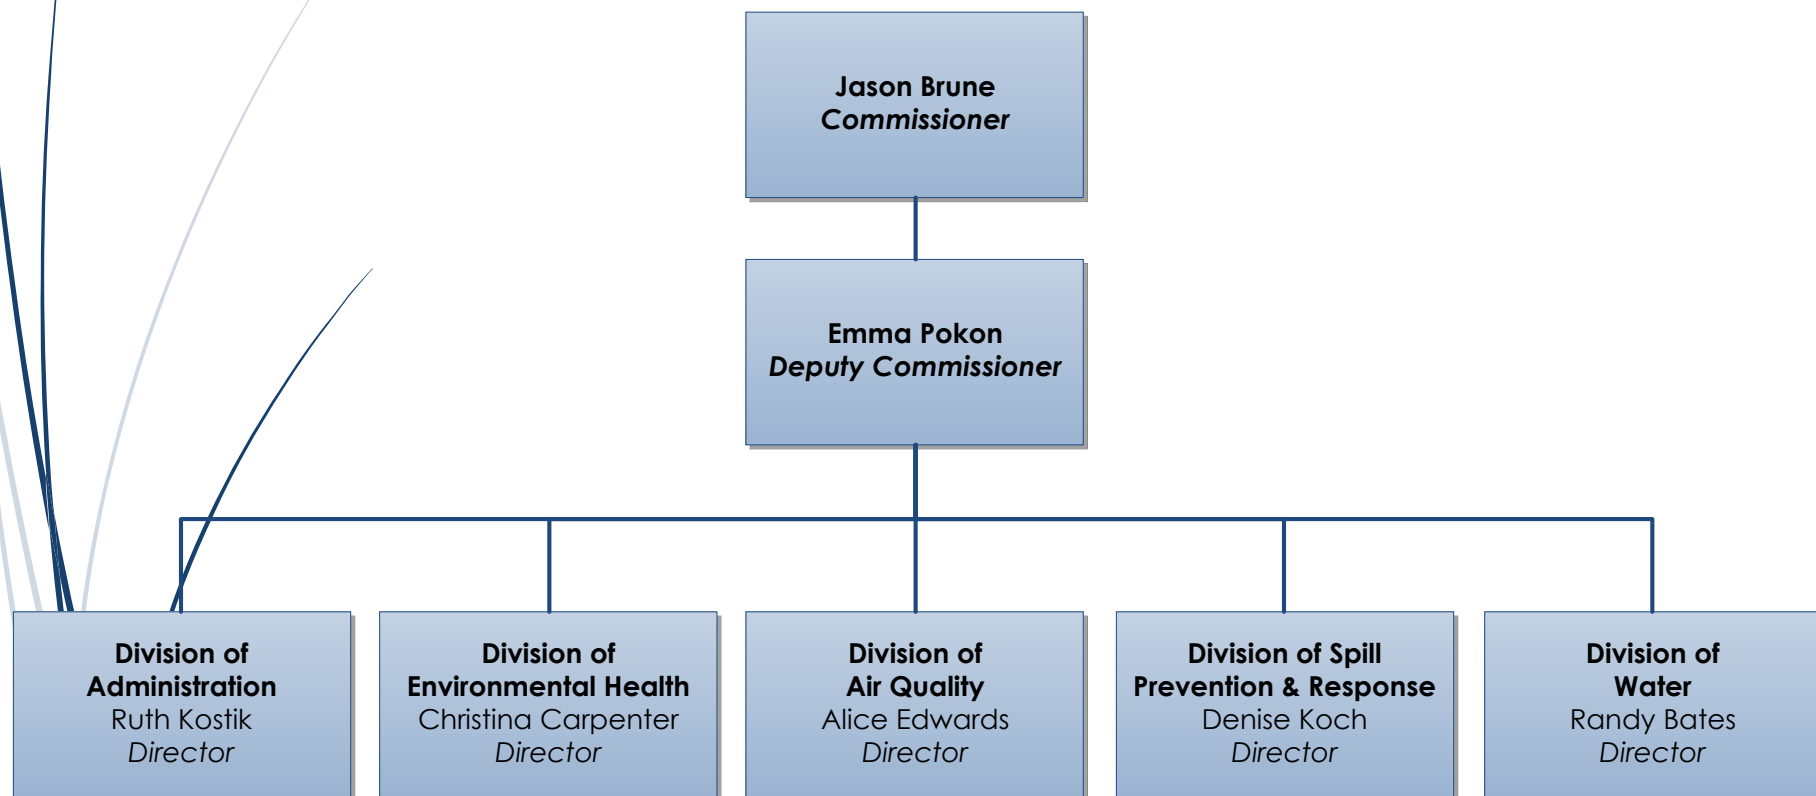 Jason Brune
Commissioner
Emma Pokon
Deputy Commissioner
Division of
Administration
Ruth Kostik
Director
Division of
Environmental Health
Christina Carpenter
Director
Division of
Air Quality
Alice Edwards
Director
Division of Spill
Prevention & Response
Denise Koch
Director
Division of
Water
Randy Bates
Director